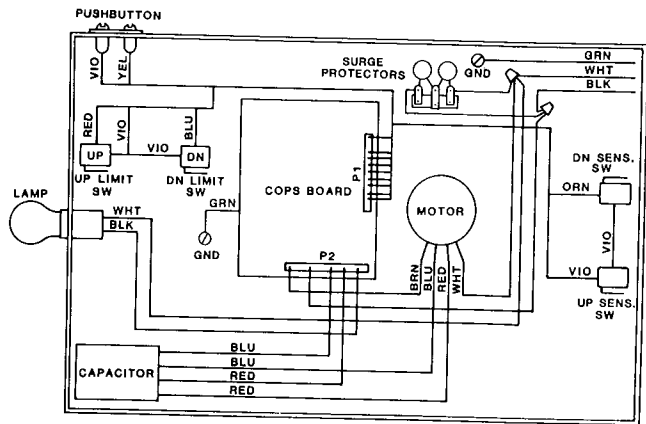 PUSHBUTTON
VIO
YEL
SURGE
PROTECTORS
GND
GRN
WHT
BLK
RED
VIO
BLU
UP
VIO
DN
UP LIMIT
SW
DN LIMIT
SW
LAMP
WHT
BLK
GRN
GND
COPS BOARD
P1
P2
MOTOR
BRN
BLU
RED
WHT
DN SENS.
SW
ORN
VIO
VIO
UP SENS.
SW
CAPACITOR
BLU
BLU
RED
RED